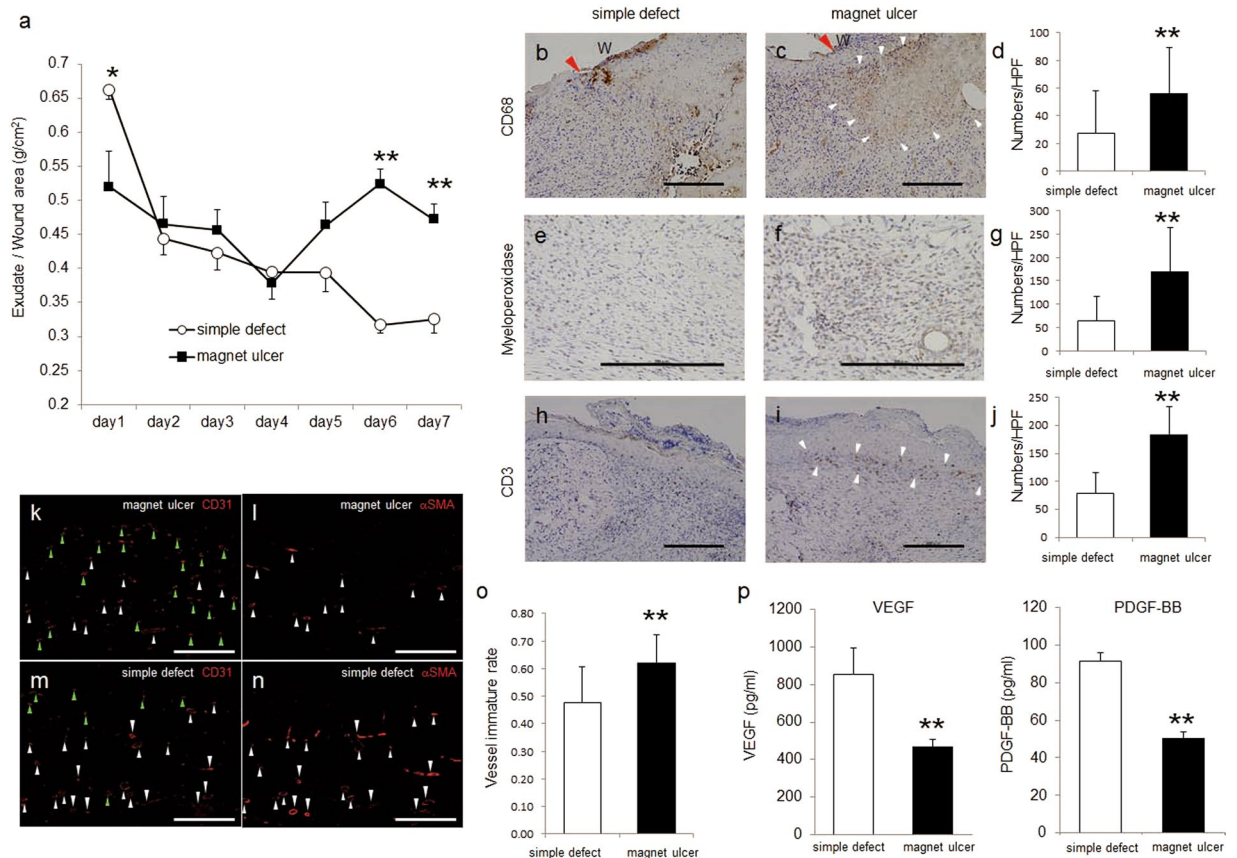 a
Exudate / Wound area (g/cm²)
0.7
0.65
0.6
0.55
0.5
0.45
0.4
0.35
0.3
0.25
0.2
*
**
**
simple defect
magnet ulcer
day1 day2 day3 day4 day5 day6 day7
simple defect
magnet ulcer
CD68
b
W
c
W
d
Numbers/HPF
100
80
60
40
20
0
**
simple defect magnet ulcer
Myeloperoxidase
e
f
g
Numbers/HPF
300
250
200
150
100
50
0
**
simple defect magnet ulcer
CD3
h
i
j
Numbers/HPF
250
200
150
100
50
0
**
simple defect magnet ulcer
k
magnet ulcer CD31
l
magnet ulcer αSMA
m
simple defect CD31
n
simple defect αSMA
o
Vessel immature rate
0.80
0.70
0.60
0.50
0.40
0.30
0.20
0.10
0.00
**
simple defect magnet ulcer
p
VEGF
VEGF (pg/ml)
1200
1000
800
600
400
200
0
**
simple defect magnet ulcer
PDGF-BB
PDGF-BB (pg/ml)
120
100
80
60
40
20
0
**
simple defect magnet ulcer